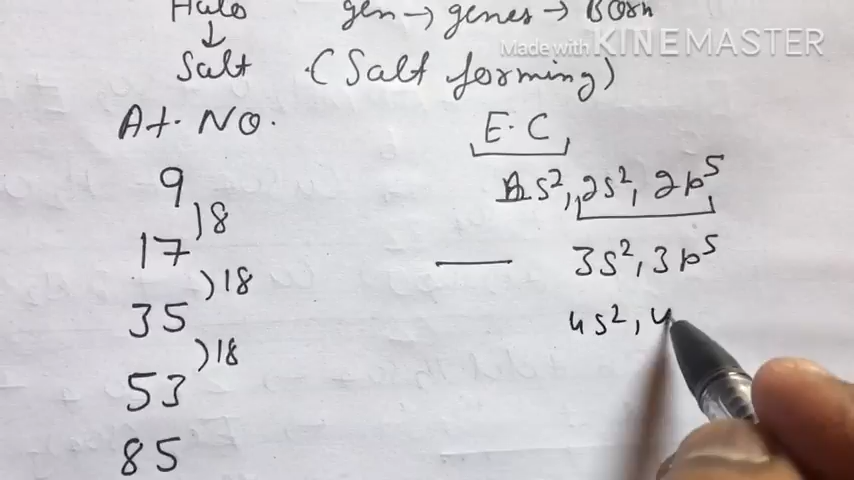 Halo gen → genes → Born
↓
Made with KINEMASTER
Salt (Salt forming)
At. No. E.C
9 1s², 2s², 2p⁵
)8
17 — 3s², 3p⁵
)18
35 4s², 4
)18
53
85